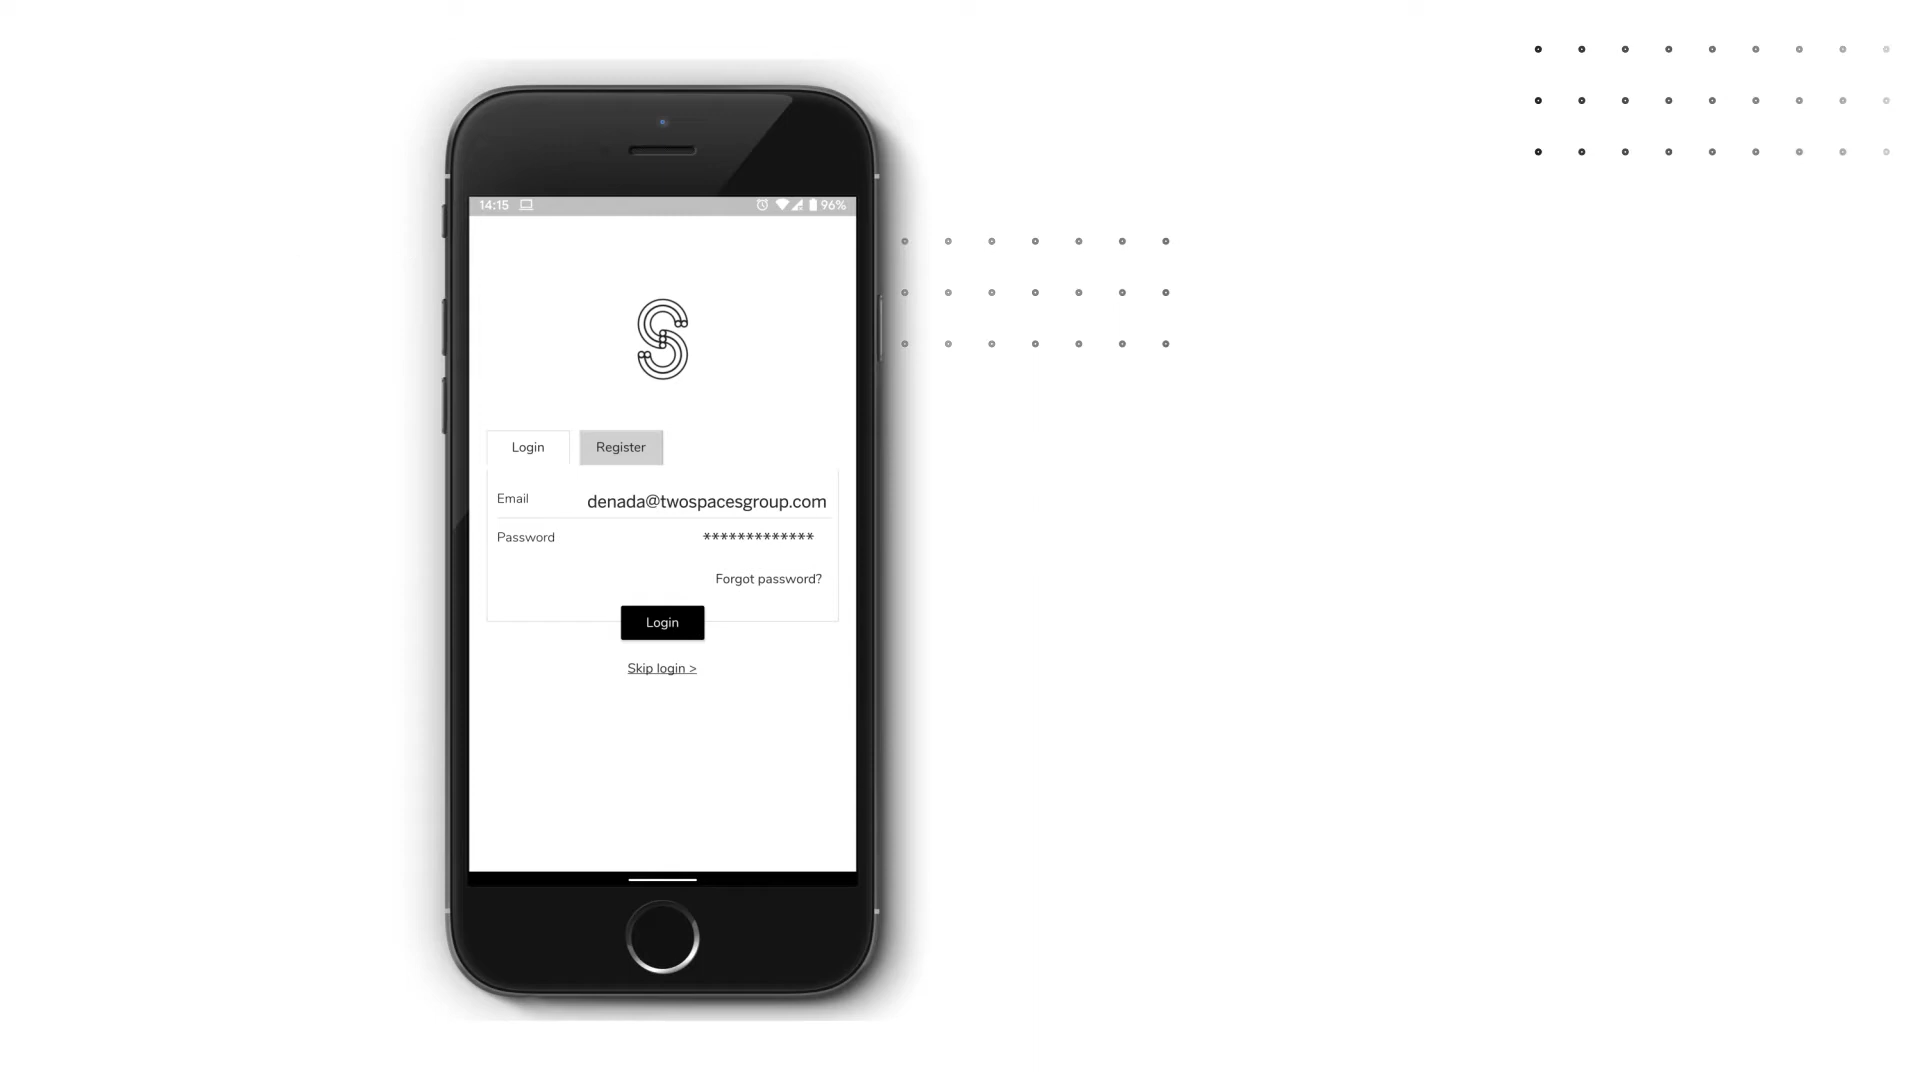 14:15 96%
Login Register
Email denada@twospacesgroup.com
Password *************
Forgot password?
Login
Skip login >